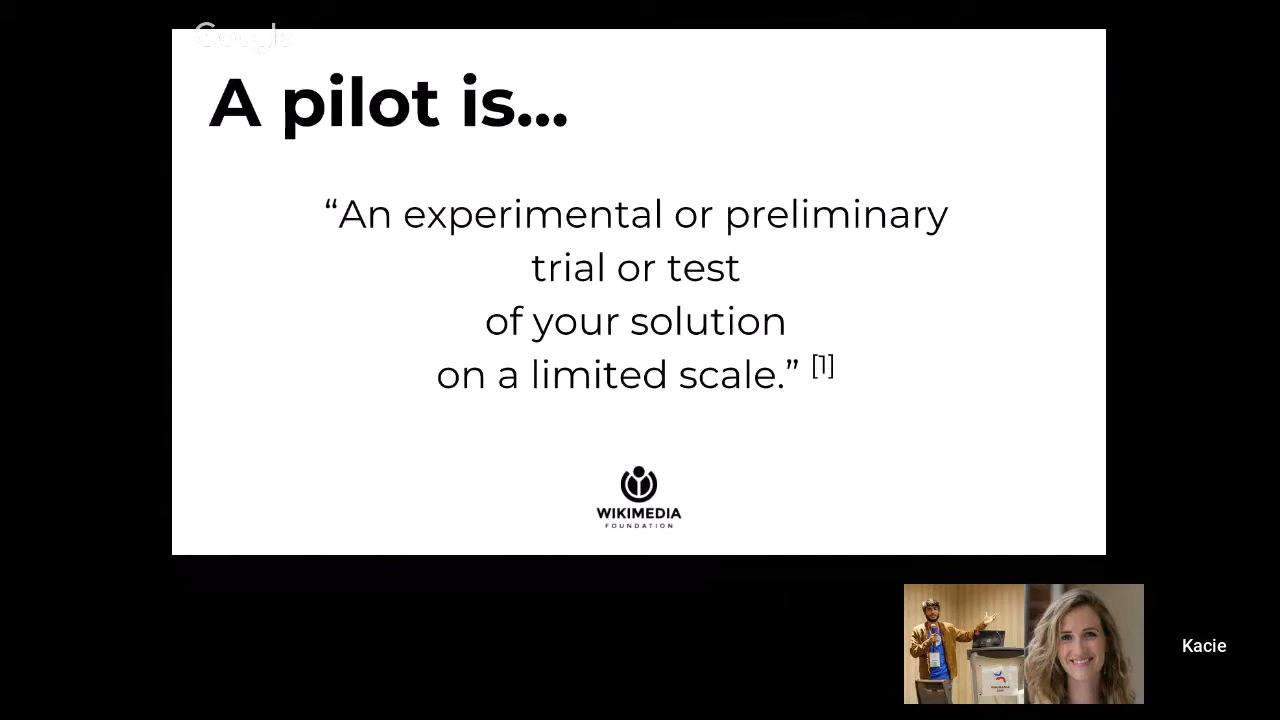 Google
A pilot is...
“An experimental or preliminary
trial or test
of your solution
on a limited scale.” [1]
WIKIMEDIA
FOUNDATION
Kacie